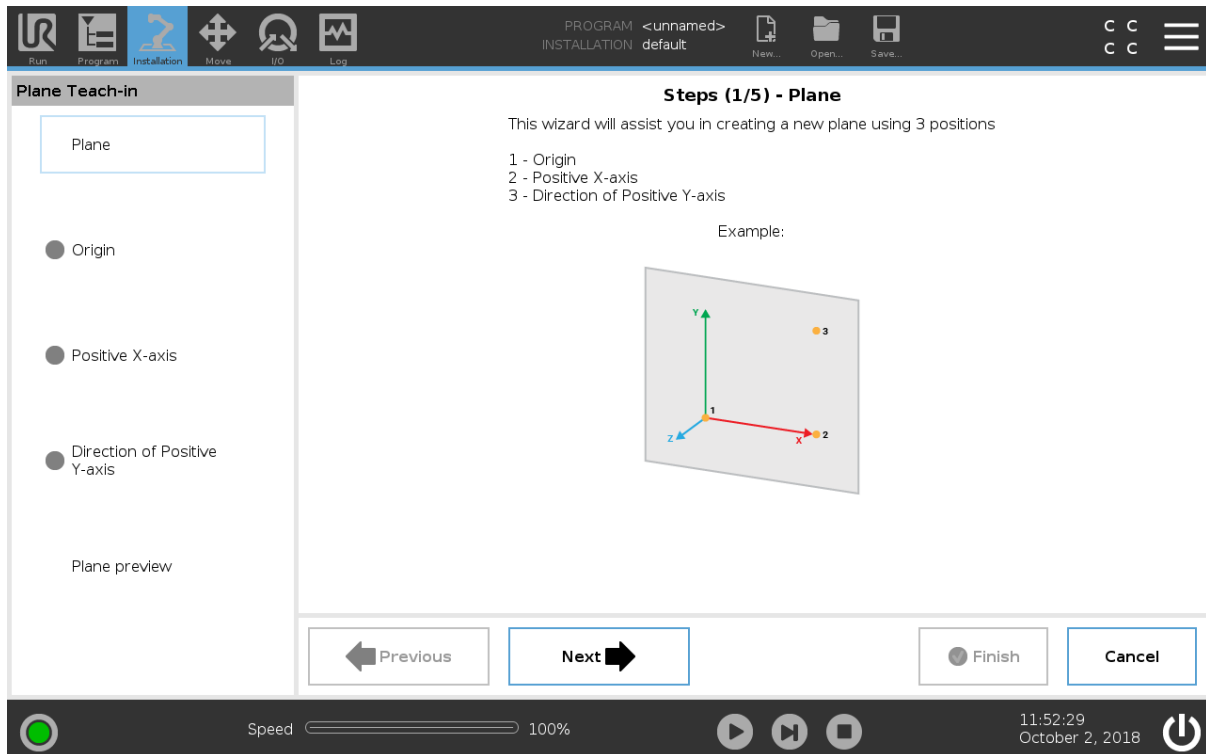 PROGRAM <unnamed>
INSTALLATION default
C C
C C
Run Program Installation Move I/O Log New... Open... Save...
Plane Teach-in
Plane
Origin
Positive X-axis
Direction of Positive
Y-axis
Plane preview
Steps (1/5) - Plane
This wizard will assist you in creating a new plane using 3 positions
1 - Origin
2 - Positive X-axis
3 - Direction of Positive Y-axis
Example:
Y
3
1
Z
X
2
Previous
Next
Finish
Cancel
Speed 100%
11:52:29
October 2, 2018